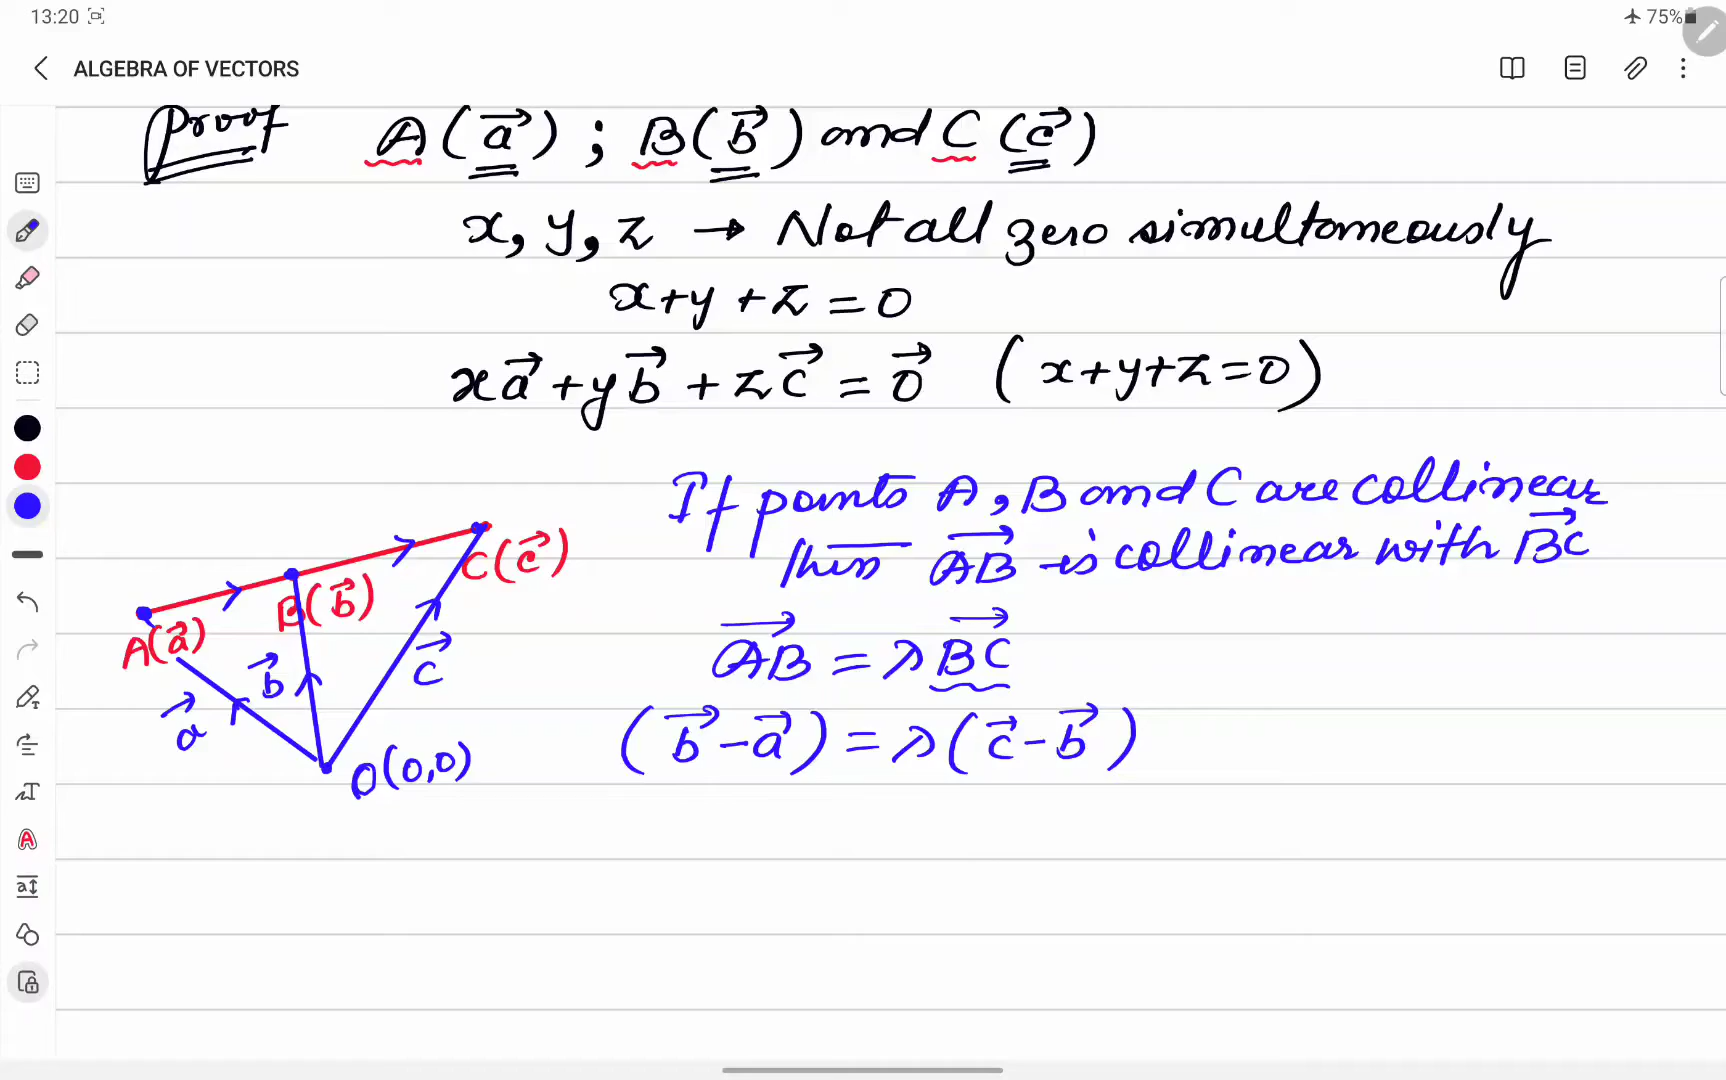 13:20
75%
ALGEBRA OF VECTORS
Proof A(a⃗) ; B(b⃗) and C(c⃗)
x, y, z → Not all zero simultaneously
x+y+z=0
xa⃗+yb⃗+zc⃗=0⃗ (x+y+z=0)
If points A, B and C are collinear
then AB⃗ is collinear with BC⃗
AB⃗ = λBC⃗
(b⃗-a⃗) = λ(c⃗-b⃗)
C(c⃗)
B(b⃗)
A(a⃗)
b⃗
c⃗
a⃗
O(0,0)